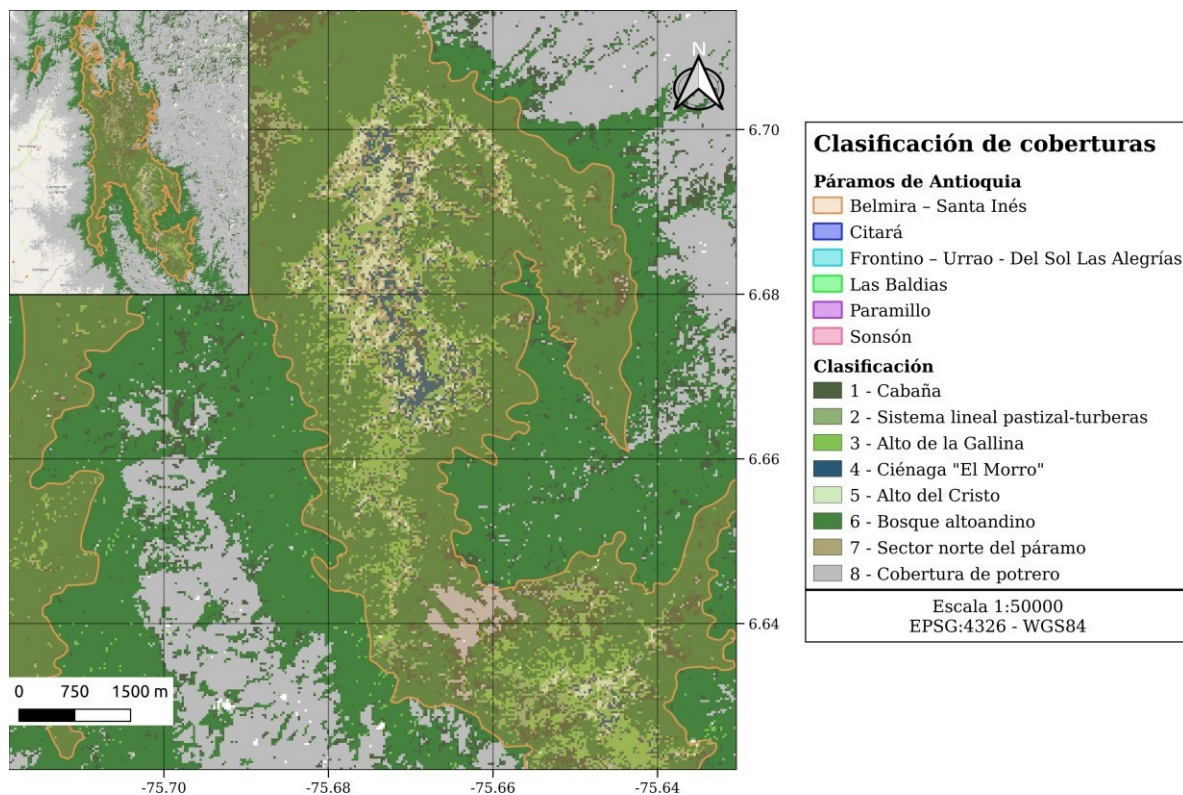 N
6.70
6.68
6.66
6.64
0 750 1500 m
-75.70 -75.68 -75.66 -75.64
Clasificación de coberturas
Páramos de Antioquia
Belmira – Santa Inés
Citará
Frontino – Urrao - Del Sol Las Alegrías
Las Baldias
Paramillo
Sonsón
Clasificación
1 - Cabaña
2 - Sistema lineal pastizal-turberas
3 - Alto de la Gallina
4 - Ciénaga "El Morro"
5 - Alto del Cristo
6 - Bosque altoandino
7 - Sector norte del páramo
8 - Cobertura de potrero
Escala 1:50000
EPSG:4326 - WGS84